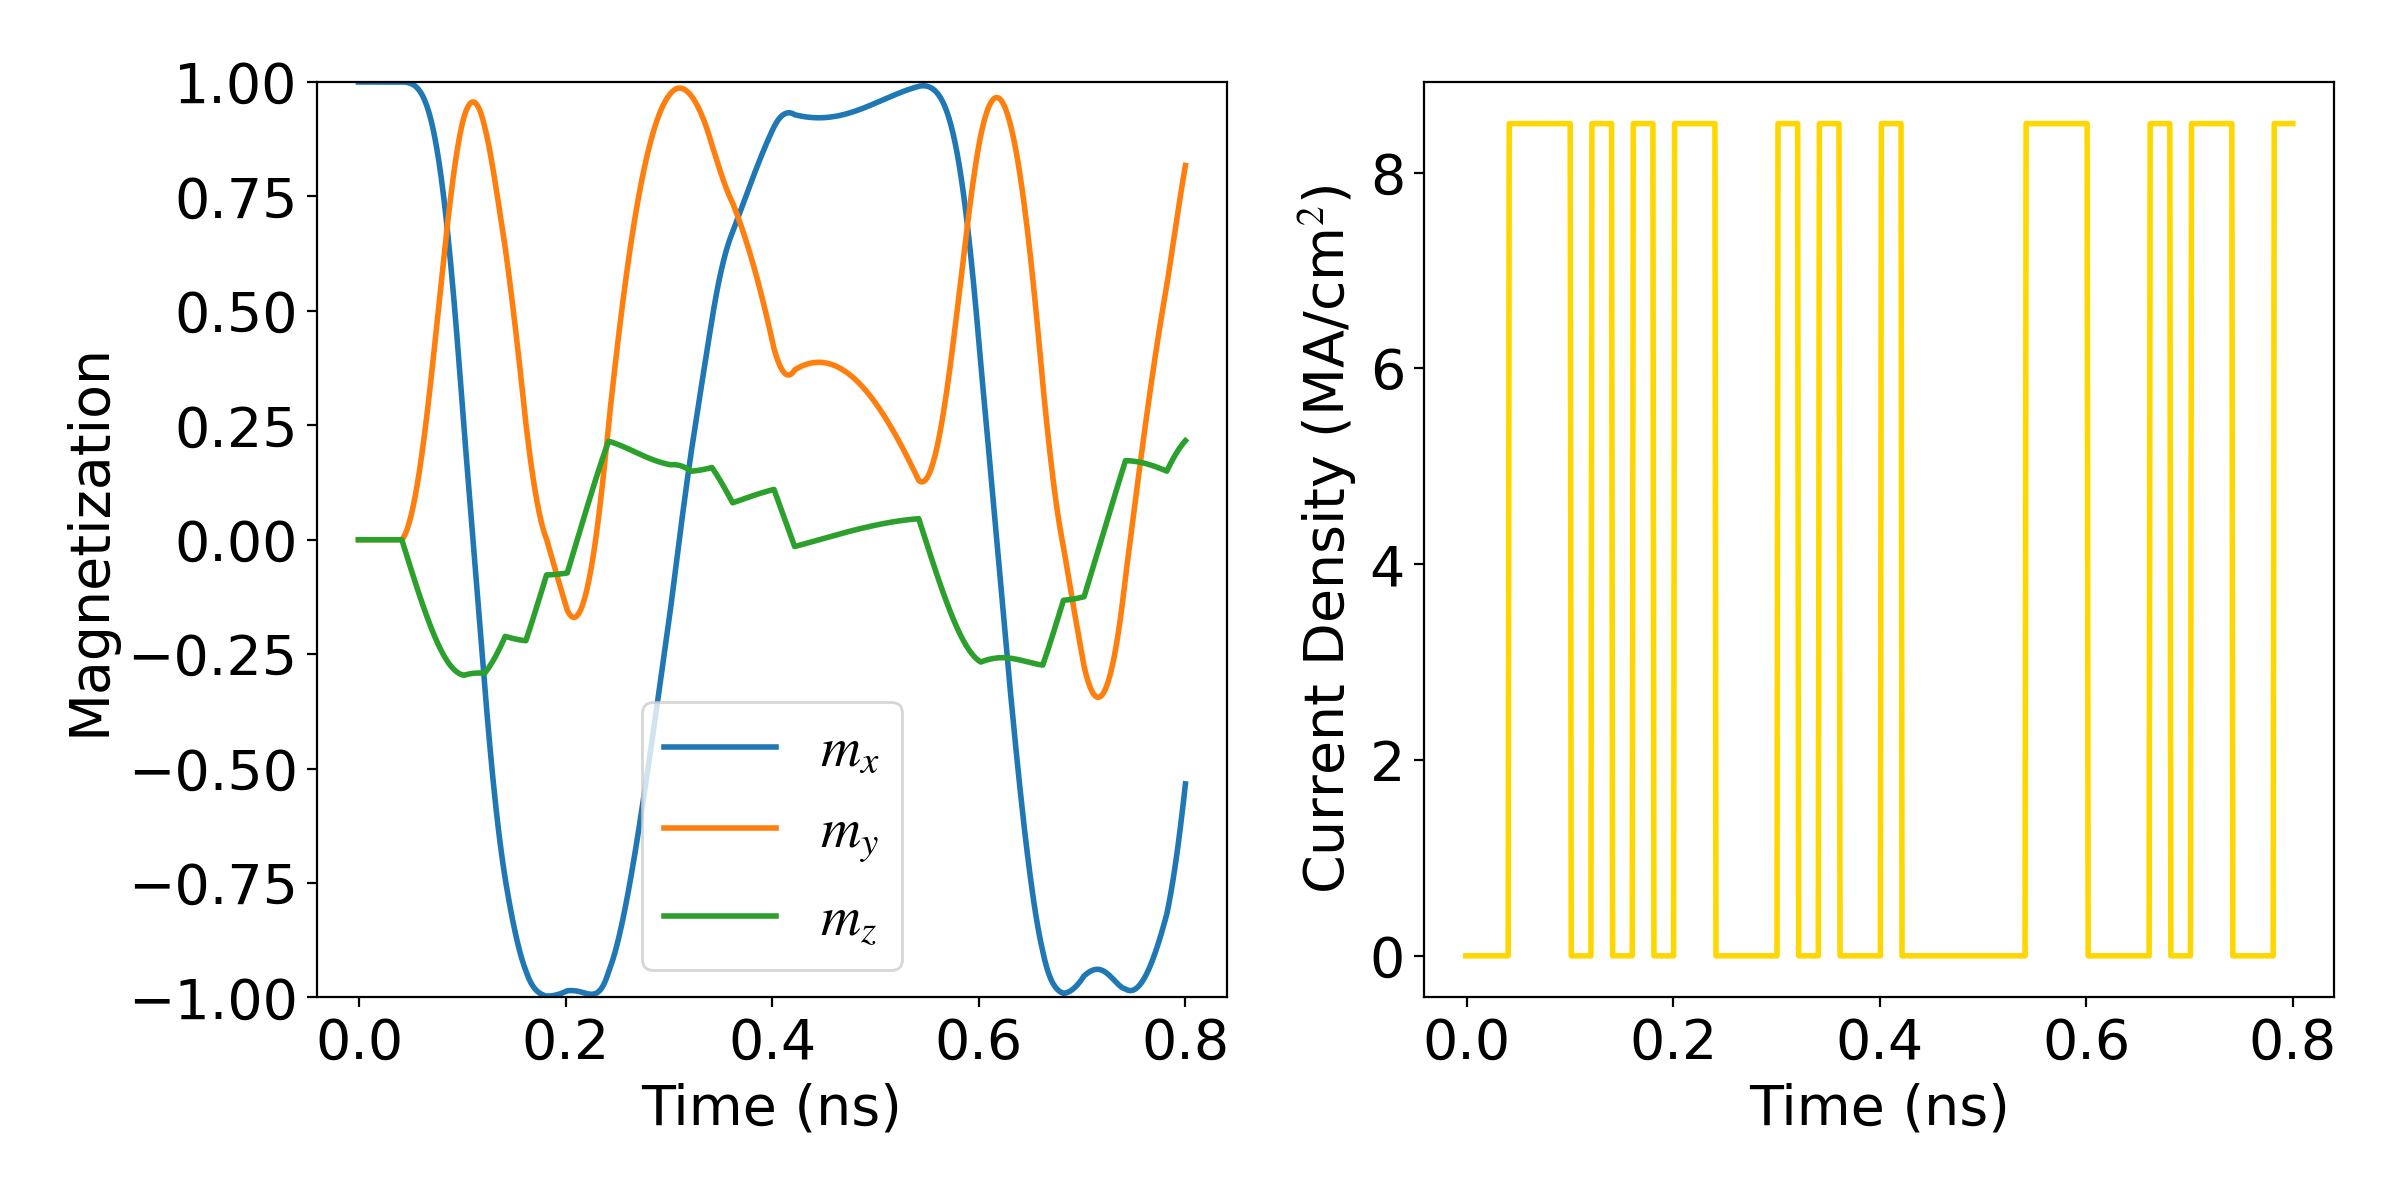 Magnetization
1.00
0.75
0.50
0.25
0.00
−0.25
−0.50
−0.75
−1.00
0.0 0.2 0.4 0.6 0.8
Time (ns)
m_x
m_y
m_z
Current Density (MA/cm²)
8
6
4
2
0
0.0 0.2 0.4 0.6 0.8
Time (ns)